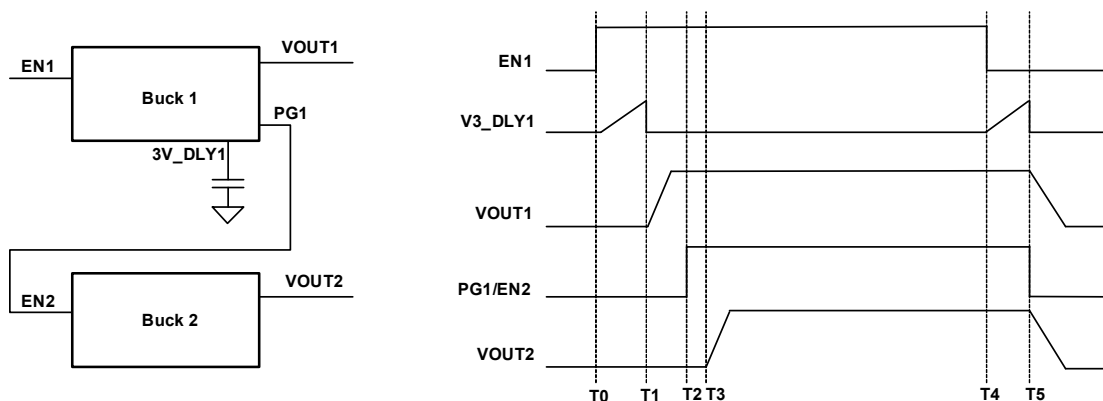 EN1
VOUT1
Buck 1
PG1
3V_DLY1
EN2
VOUT2
Buck 2
EN1
V3_DLY1
VOUT1
PG1/EN2
VOUT2
T0 T1 T2 T3 T4 T5